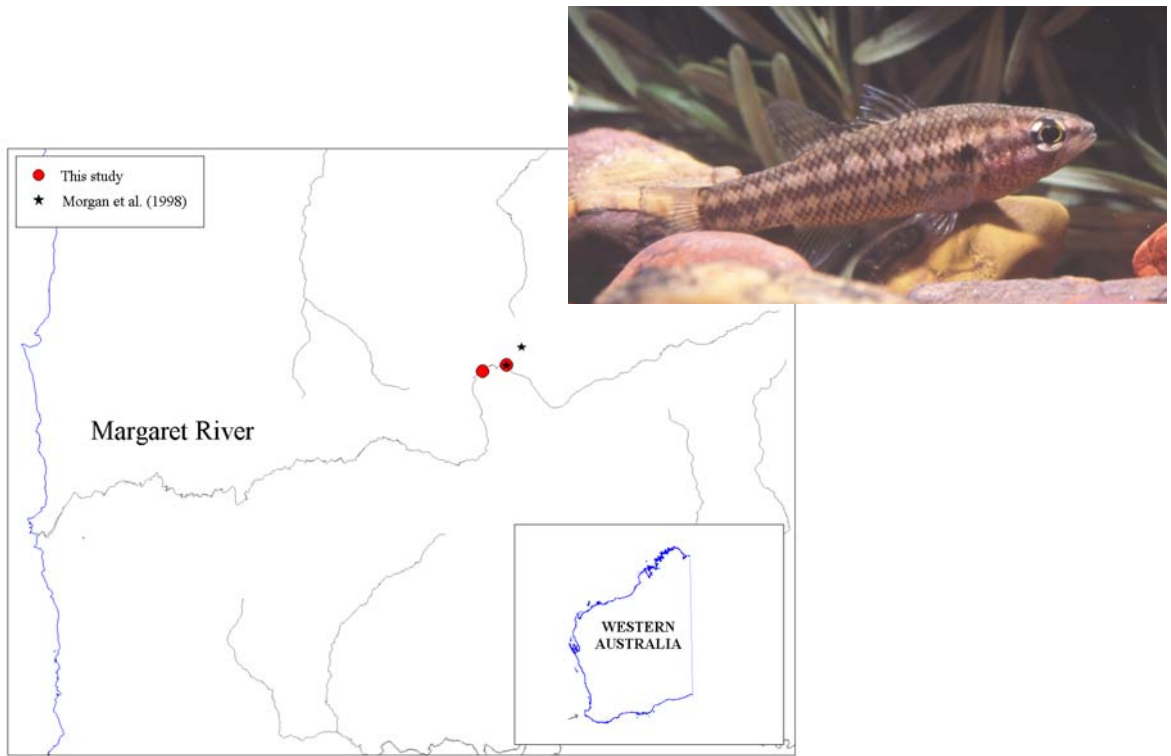 This study
Morgan et al. (1998)
Margaret River
WESTERN
AUSTRALIA